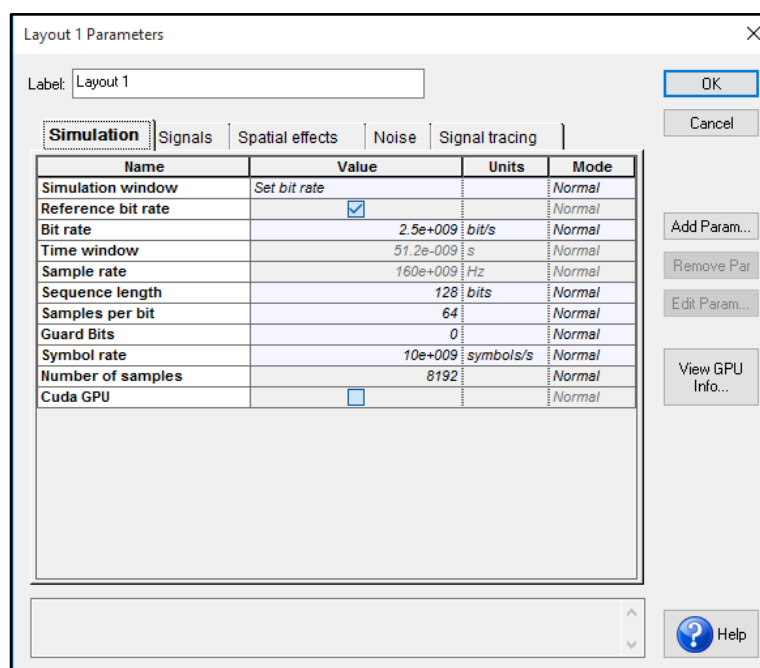 Layout 1 Parameters
Label: Layout 1
OK
Cancel
Simulation Signals Spatial effects Noise Signal tracing
Name Value Units Mode
Simulation window Set bit rate Normal
Reference bit rate Normal
Bit rate 2.5e+009 bit/s Normal
Time window 51.2e-009 s Normal
Sample rate 160e+009 Hz Normal
Sequence length 128 bits Normal
Samples per bit 64 Normal
Guard Bits 0 Normal
Symbol rate 10e+009 symbols/s Normal
Number of samples 8192 Normal
Cuda GPU Normal
Add Param...
Remove Par
Edit Param...
View GPU
Info...
? Help